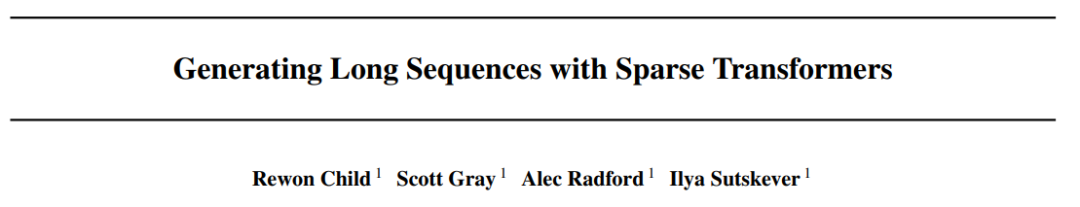 Generating Long Sequences with Sparse Transformers
Rewon Child 1 Scott Gray 1 Alec Radford 1 Ilya Sutskever 1